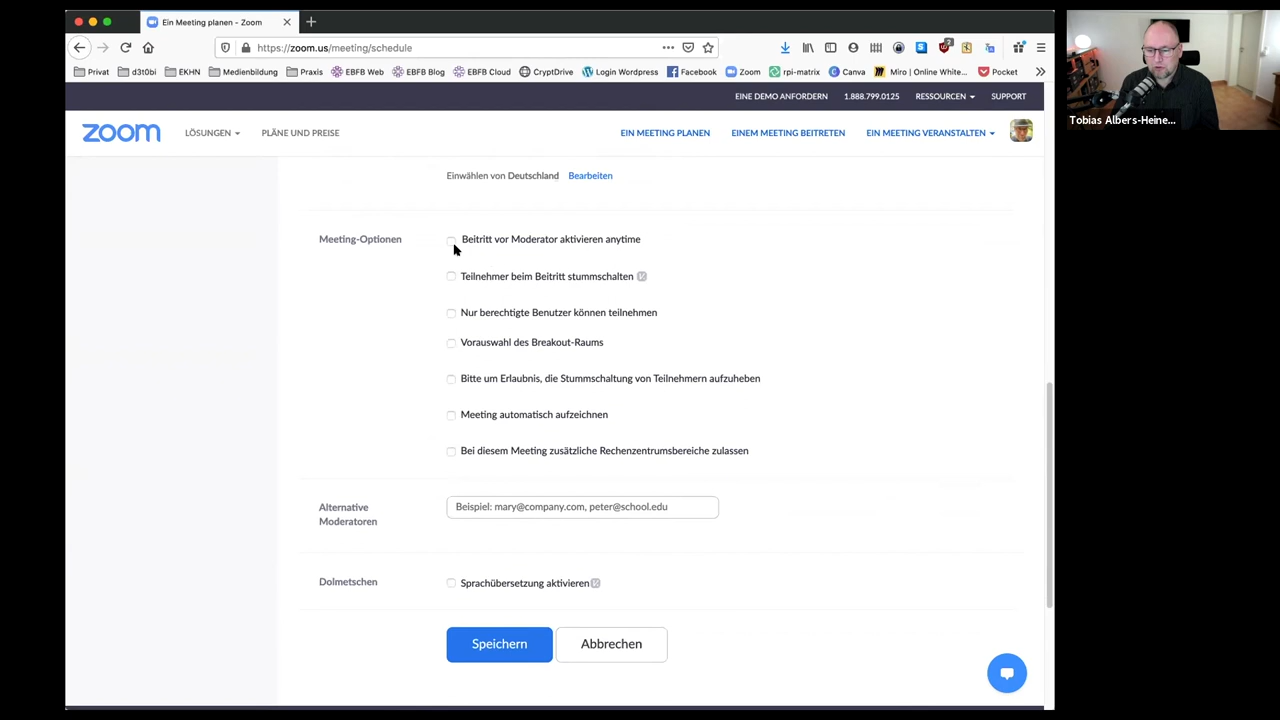 Ein Meeting planen - Zoom
https://zoom.us/meeting/schedule
Privat d3t0bi EKHN Medienbildung Praxis EBFB Web EBFB Blog EBFB Cloud CryptDrive Login Wordpress Facebook Zoom rpi-matrix Canva Miro | Online White... Pocket
Tobias Albers-Heine...
EINE DEMO ANFORDERN 1.888.799.0125 RESSOURCEN SUPPORT
zoom LÖSUNGEN PLÄNE UND PREISE EIN MEETING PLANEN EINEM MEETING BEITRETEN EIN MEETING VERANSTALTEN
Einwählen von Deutschland Bearbeiten
Meeting-Optionen
Beitritt vor Moderator aktivieren anytime
Teilnehmer beim Beitritt stummschalten
Nur berechtigte Benutzer können teilnehmen
Vorauswahl des Breakout-Raums
Bitte um Erlaubnis, die Stummschaltung von Teilnehmern aufzuheben
Meeting automatisch aufzeichnen
Bei diesem Meeting zusätzliche Rechenzentrumsbereiche zulassen
Alternative
Moderatoren
Beispiel: mary@company.com, peter@school.edu
Dolmetschen
Sprachübersetzung aktivieren
Speichern Abbrechen